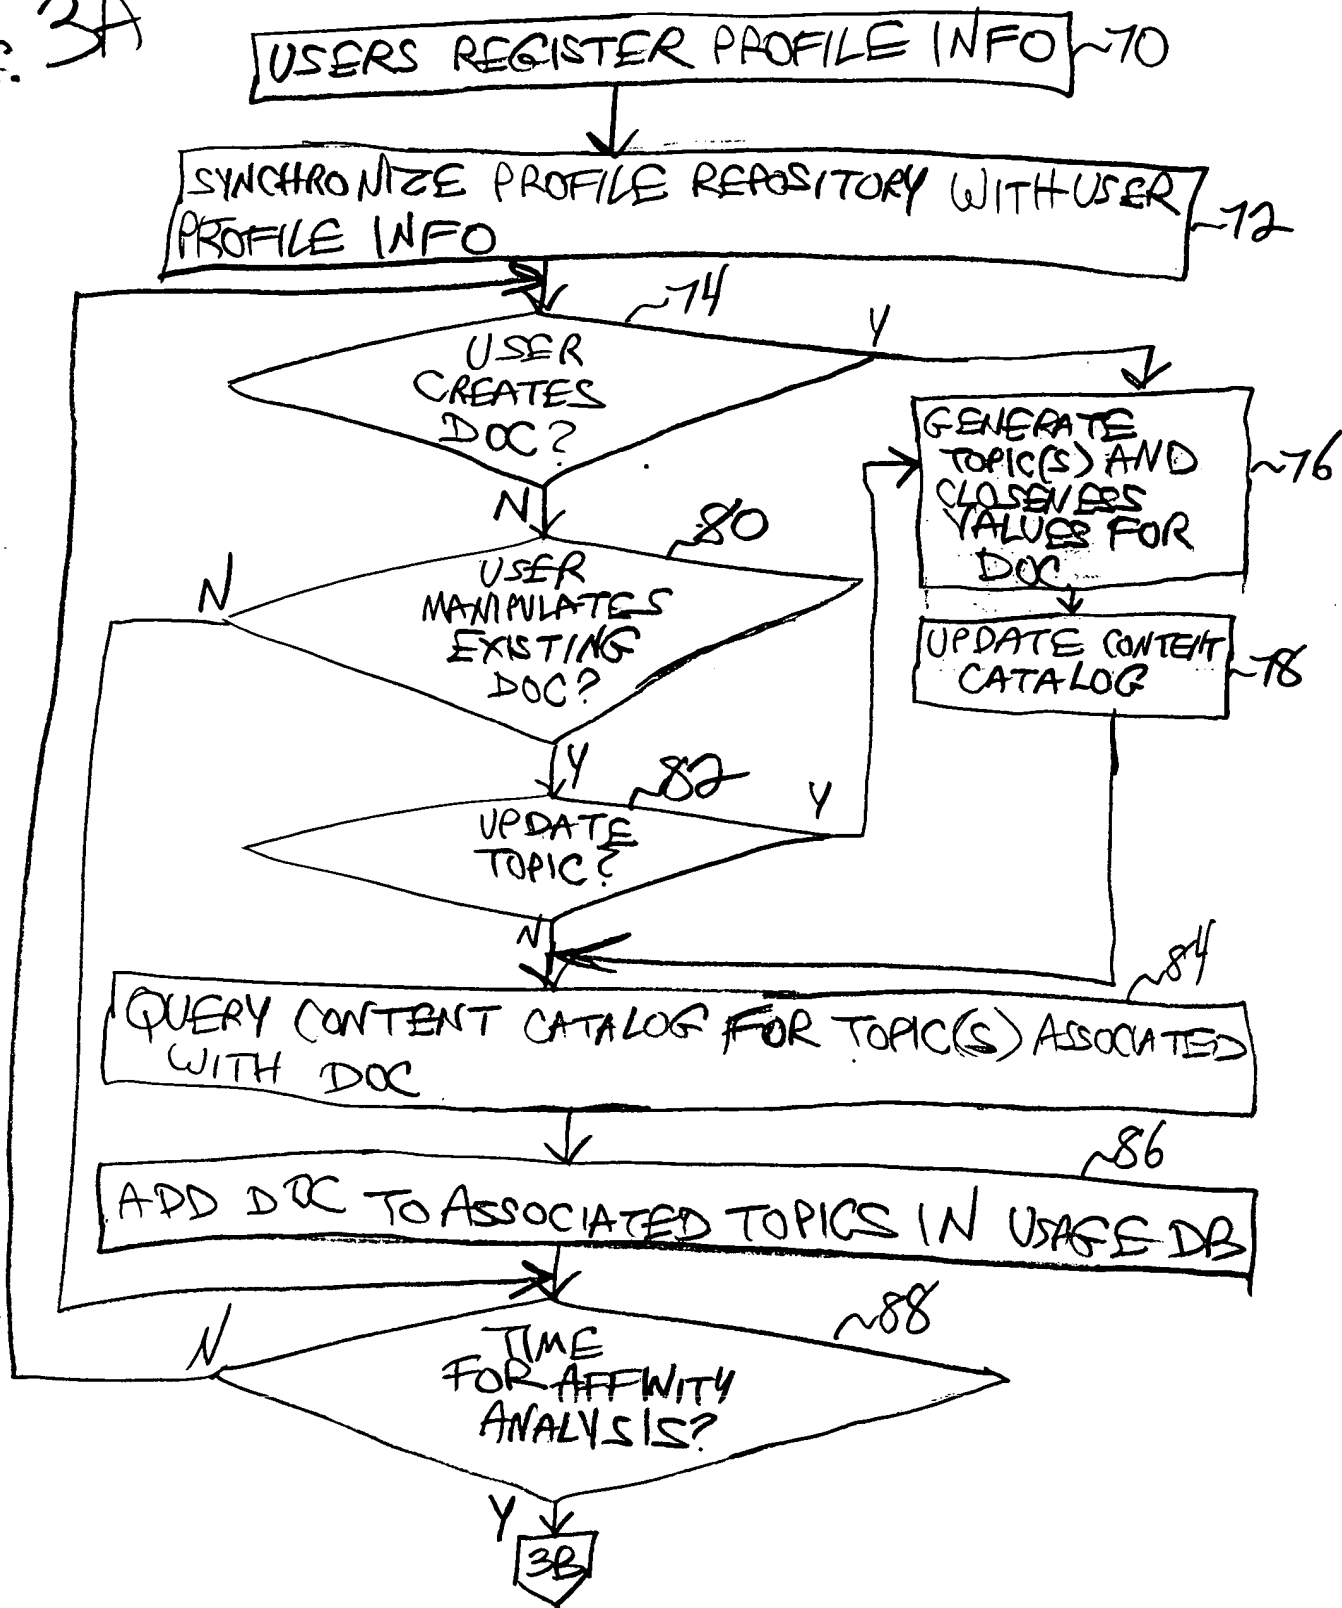 3A
USERS REGISTER PROFILE INFO
70
SYNCHRONIZE PROFILE REPOSITORY WITH USER
PROFILE INFO
72
74
Y
USER
CREATES
DOC?
N
GENERATE
TOPIC(S) AND
CLOSENESS
VALUES FOR
DOC
76
80
N
USER
MANIPULATES
EXISTING
DOC?
UPDATE CONTENT
CATALOG
78
Y
82
Y
UPDATE
TOPIC?
N
84
QUERY CONTENT CATALOG FOR TOPIC(S) ASSOCIATED
WITH DOC
86
ADD DOC TO ASSOCIATED TOPICS IN USAGE DB
88
N
TIME
FOR AFFINITY
ANALYSIS?
Y
3B